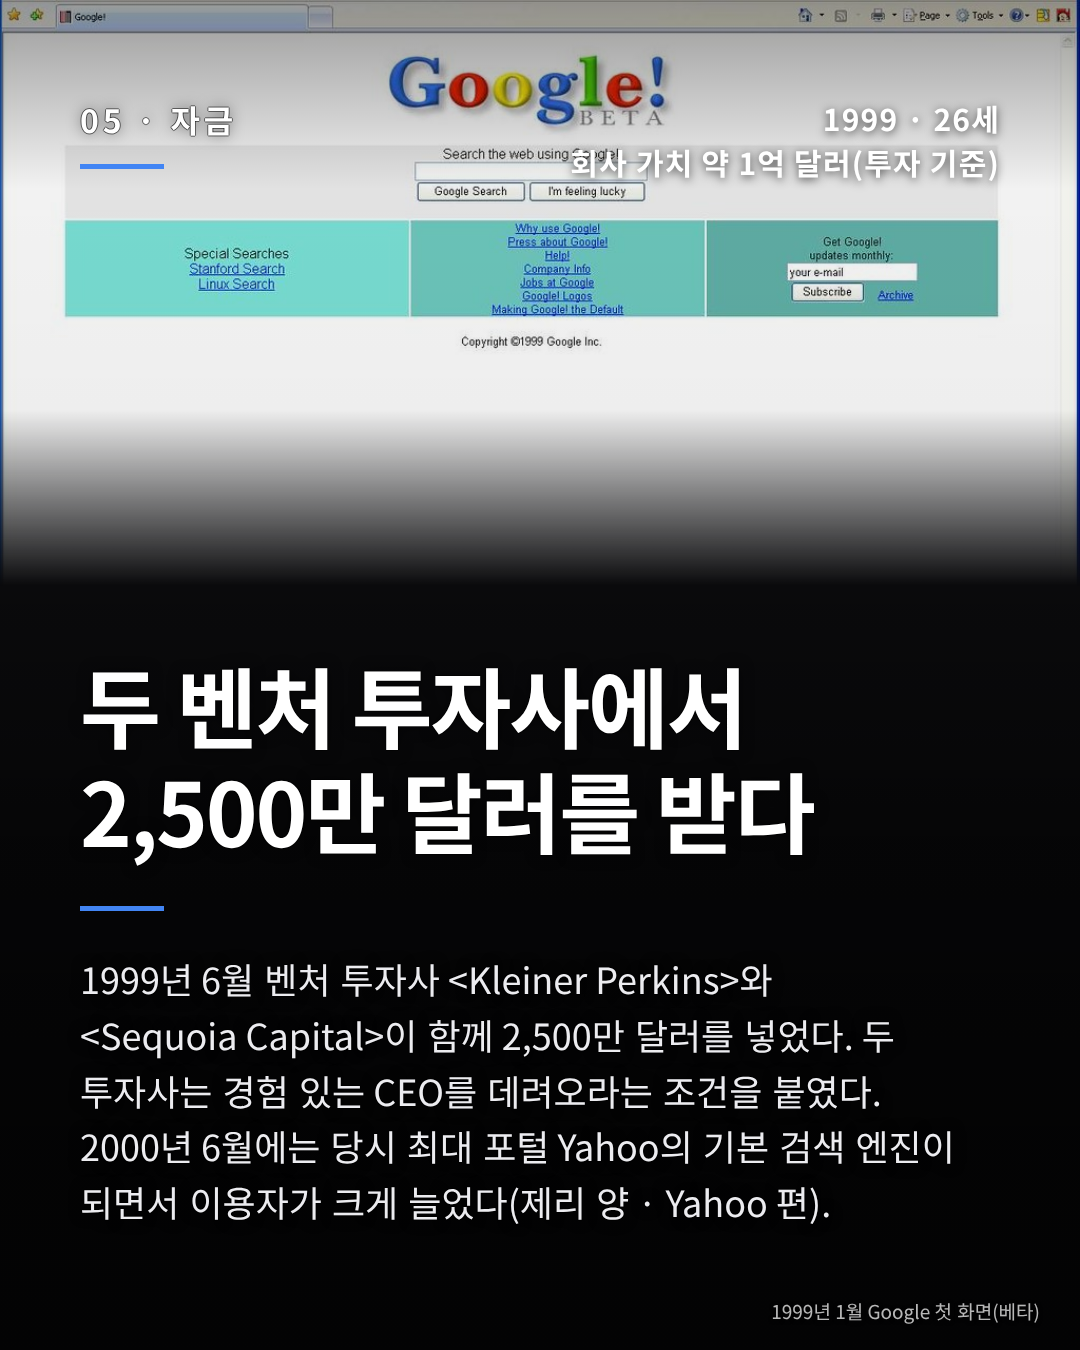 Google!
Page
Tools
Google!
BETA
05 · 자금
1999 · 26세
회사 가치 약 1억 달러(투자 기준)
Search the web using Google!
Google Search
I'm feeling lucky
Special Searches
Stanford Search
Linux Search
Why use Google!
Press about Google!
Help!
Company Info
Jobs at Google
Google! Logos
Making Google! the Default
Get Google!
updates monthly:
your e-mail
Subscribe
Archive
Copyright ©1999 Google Inc.
두 벤처 투자사에서
2,500만 달러를 받다
1999년 6월 벤처 투자사 <Kleiner Perkins>와
<Sequoia Capital>이 함께 2,500만 달러를 넣었다. 두
투자사는 경험 있는 CEO를 데려오라는 조건을 붙였다.
2000년 6월에는 당시 최대 포털 Yahoo의 기본 검색 엔진이
되면서 이용자가 크게 늘었다(제리 양 · Yahoo 편).
1999년 1월 Google 첫 화면(베타)